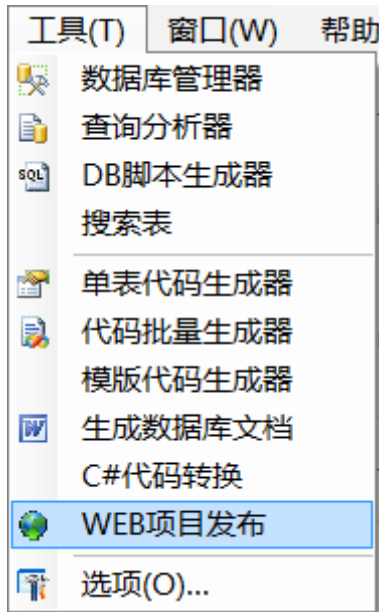 工具(T) 窗口(W) 帮助
数据库管理器
查询分析器
DB脚本生成器
搜索表
单表代码生成器
代码批量生成器
模版代码生成器
生成数据库文档
C#代码转换
WEB项目发布
选项(O)...